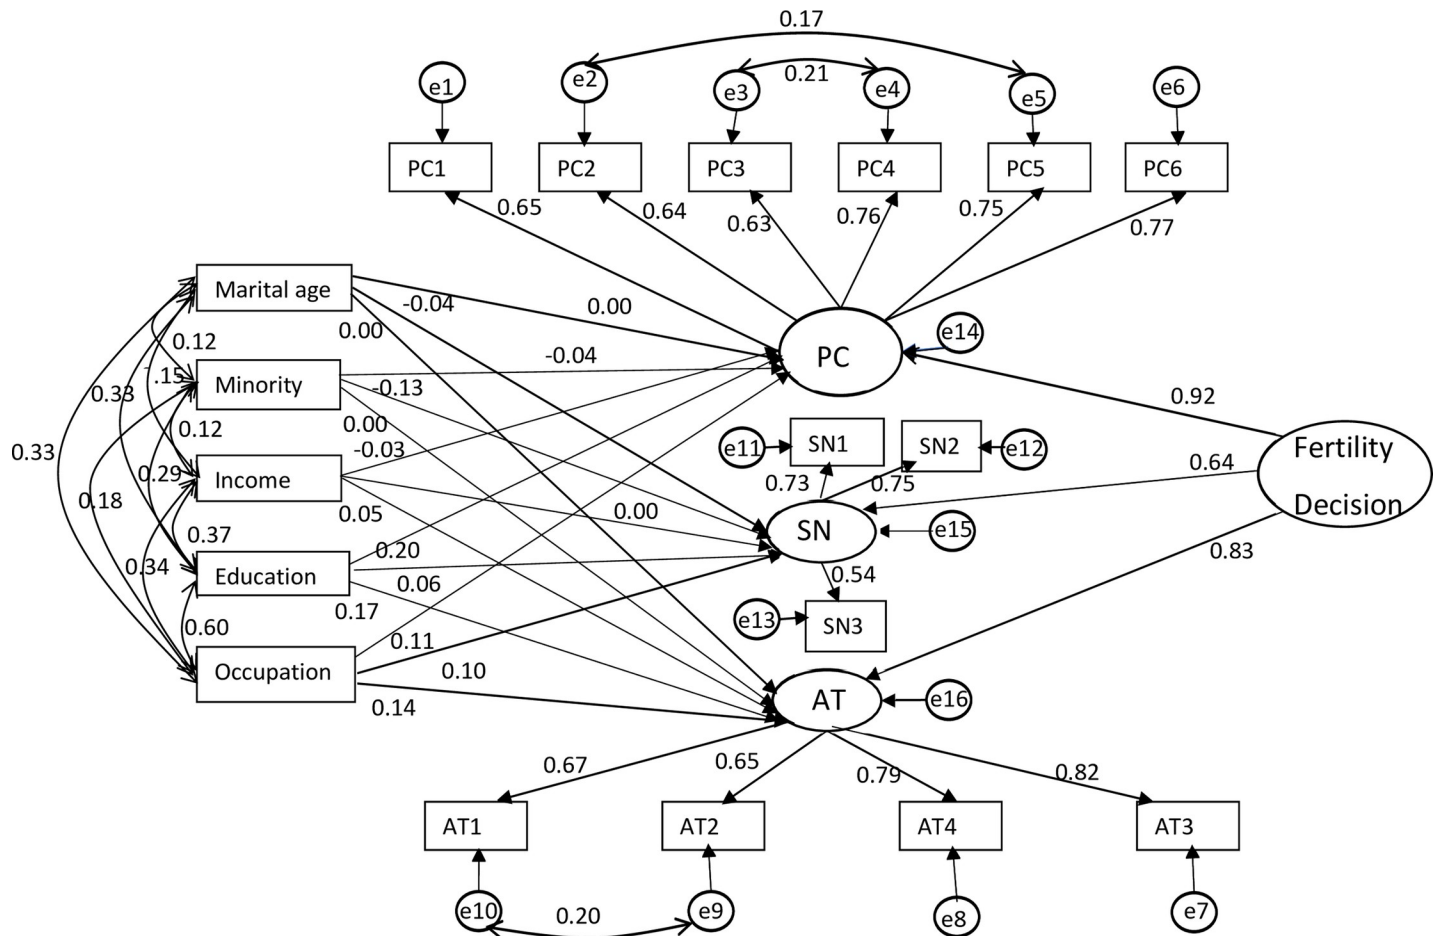 0.17
0.21
e1
e2
e3
e4
e5
e6
PC1
PC2
PC3
PC4
PC5
PC6
0.65
0.64
0.63
0.76
0.75
0.77
Marital age
-0.04
0.00
0.00
e14
0.12
PC
-0.04
.15
Minority
-0.13
0.33
0.92
0.00
0.12
-0.03
0.33
e11
SN1
SN2
e12
Fertility
Decision
0.29
Income
0.73
0.75
0.64
0.18
0.05
0.00
SN
e15
0.37
0.20
0.34
Education
0.06
0.54
0.83
0.17
0.60
e13
SN3
0.11
Occupation
0.10
AT
e16
0.14
0.67
0.65
0.79
0.82
AT1
AT2
AT4
AT3
e10
0.20
e9
e8
e7